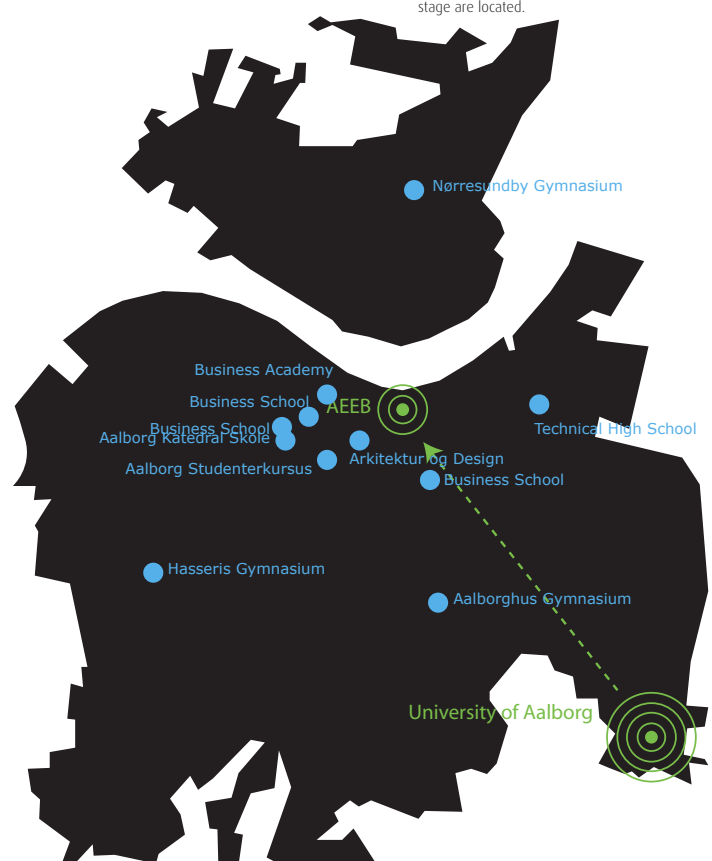 stage are located.
Nørresundby Gymnasium
Business Academy
Business School
AEEB
Business School
Technical High School
Aalborg Katedral Skole
Arkitektur og Design
Aalborg Studenterkursus
Business School
Hasseris Gymnasium
Aalborghus Gymnasium
University of Aalborg